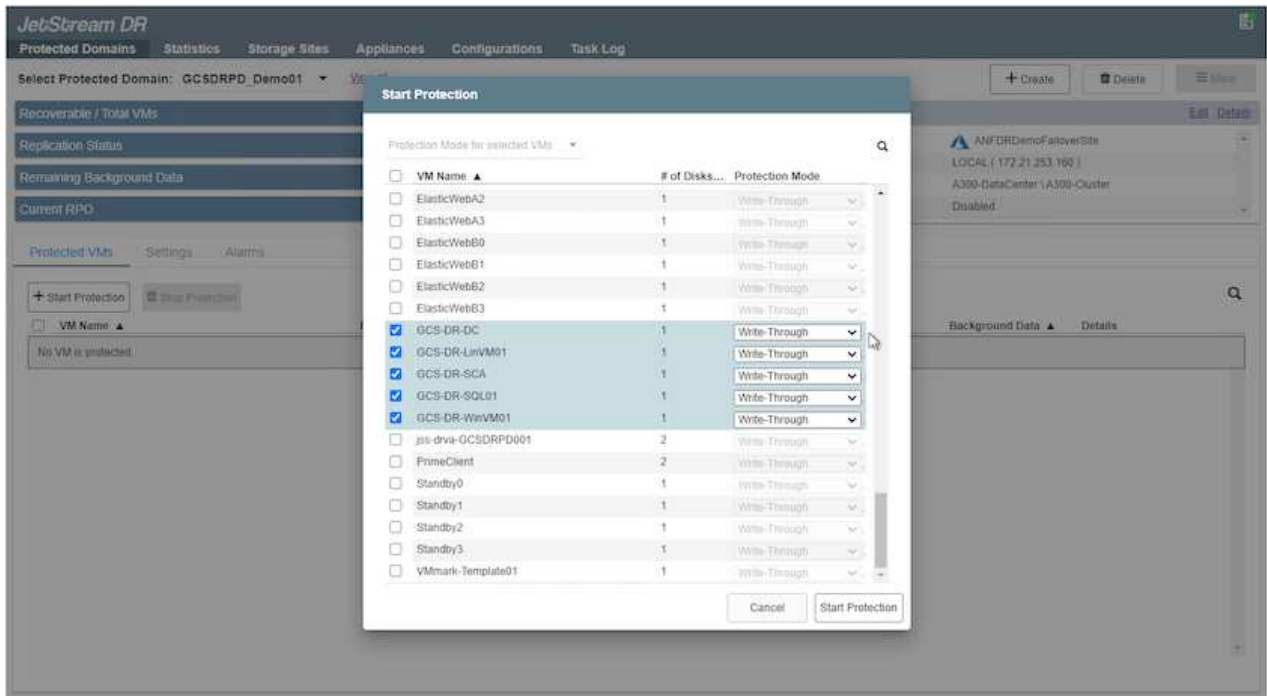 JetStream DR
Protected Domains Statistics Storage Sites Appliances Configurations Task Log
Select Protected Domain: GCSDRPD_Demo01
+ Create Delete More
Recoverable / Total VMs
Edit Details
Replication Status
ANFDRDemoFailoverSite
LOCAL ( 172.21.253.160 )
Remaining Background Data
A300-DataCenter \ A300-Cluster
Current RPO
Disabled
Protected VMs Settings Alarms
+ Start Protection Stop Protection
VM Name ▲
Background Data ▲ Details
No VM is protected.
Start Protection
Protection Mode for selected VMs
VM Name ▲ # of Disks... Protection Mode
ElasticWebA2 1 Write-Through
ElasticWebA3 1 Write-Through
ElasticWebB0 1 Write-Through
ElasticWebB1 1 Write-Through
ElasticWebB2 1 Write-Through
ElasticWebB3 1 Write-Through
GCS-DR-DC 1 Write-Through
GCS-DR-LinVM01 1 Write-Through
GCS-DR-SCA 1 Write-Through
GCS-DR-SQL01 1 Write-Through
GCS-DR-WinVM01 1 Write-Through
jss-drva-GCSDRPD001 2 Write-Through
PrimeClient 2 Write-Through
Standby0 1 Write-Through
Standby1 1 Write-Through
Standby2 1 Write-Through
Standby3 1 Write-Through
VMmark-Template01 1 Write-Through
Cancel Start Protection